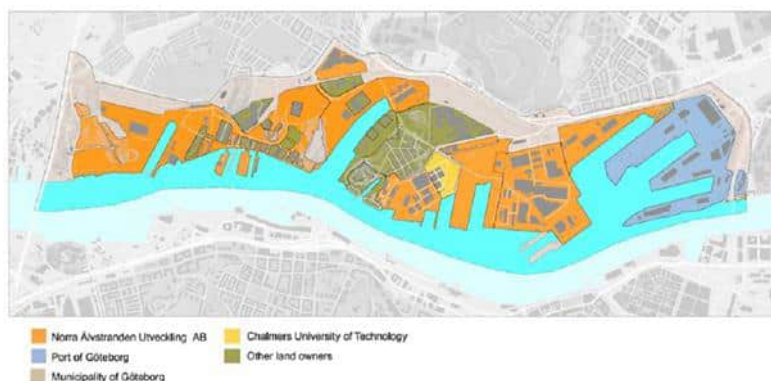 Norra Älvstranden Utveckling AB
Port of Göteborg
Municipality of Göteborg
Chalmers University of Technology
Other land owners